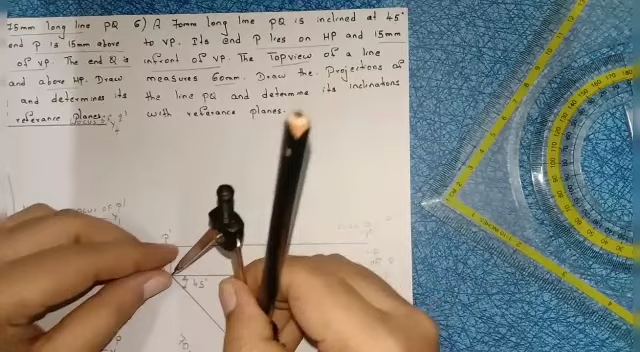 75mm long line PQ
end P is 15mm above
of VP. The end Q is
and above HP. Draw
and determines its
reference planes.
6) A 70mm long line PQ is inclined at 45°
to VP. Its end P lies on HP and 15mm
infront of VP. The Topview of a line
measures 60mm. Draw the Projections of
the line PQ and determine its inclinations
with reference planes.
P'
45°